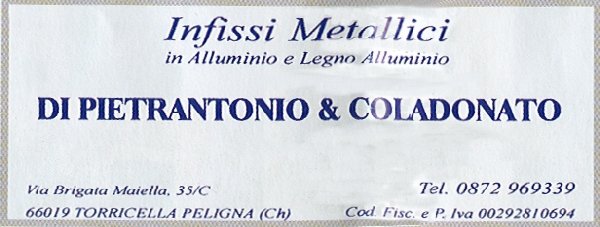 Infissi Metallici
in Alluminio e Legno Alluminio
DI PIETRANTONIO & COLADONATO
Via Brigata Maiella, 35/C
Tel. 0872 969339
66019 TORRICELLA PELIGNA (Ch)
Cod. Fisc. e P. Iva 00292810694